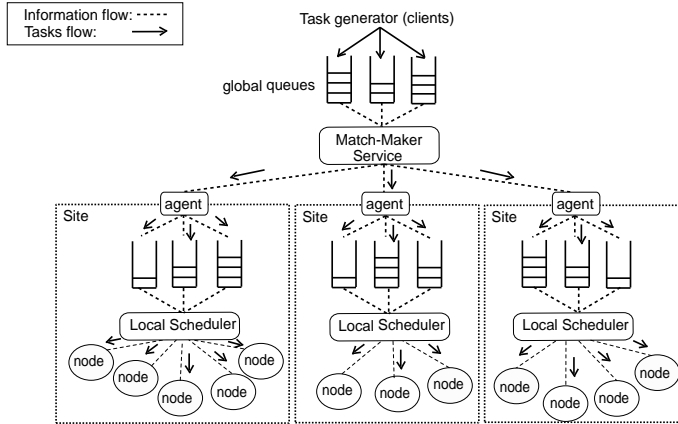 Information flow:
Tasks flow:
Task generator (clients)
global queues
Match-Maker
Service
agent
agent
agent
Site
Site
Site
Local Scheduler
Local Scheduler
Local Scheduler
node
node
node
node
node
node
node
node
node
node
node
node